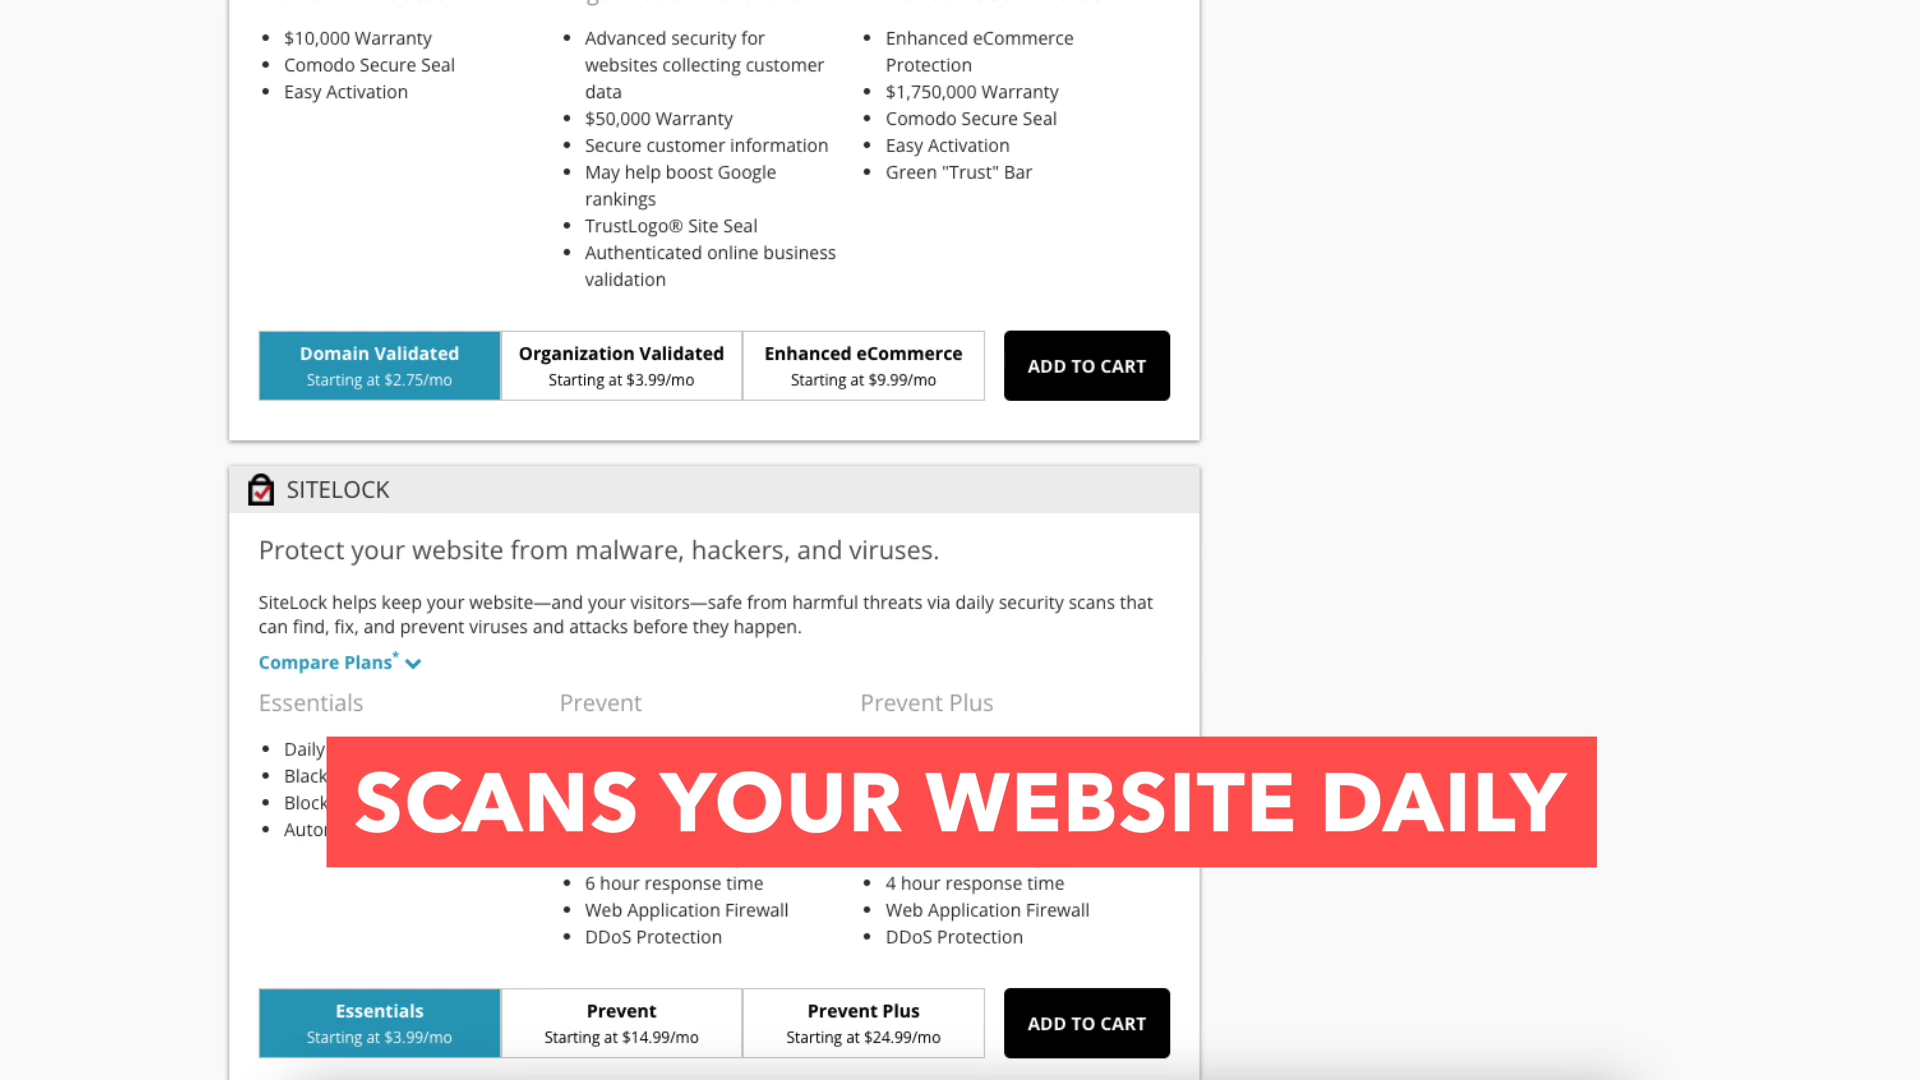 $10,000 Warranty
Comodo Secure Seal
Easy Activation
Advanced security for
websites collecting customer
data
$50,000 Warranty
Secure customer information
May help boost Google
rankings
TrustLogo® Site Seal
Authenticated online business
validation
Enhanced eCommerce
Protection
$1,750,000 Warranty
Comodo Secure Seal
Easy Activation
Green "Trust" Bar
Domain Validated
Starting at $2.75/mo
Organization Validated
Starting at $3.99/mo
Enhanced eCommerce
Starting at $9.99/mo
ADD TO CART
SITELOCK
Protect your website from malware, hackers, and viruses.
SiteLock helps keep your website—and your visitors—safe from harmful threats via daily security scans that
can find, fix, and prevent viruses and attacks before they happen.
Compare Plans*
Essentials
Daily
Black
Block
Prevent
6 hour response time
Web Application Firewall
DDoS Protection
Prevent Plus
4 hour response time
Web Application Firewall
DDoS Protection
SCANS YOUR WEBSITE DAILY
Essentials
Starting at $3.99/mo
Prevent
Starting at $14.99/mo
Prevent Plus
Starting at $24.99/mo
ADD TO CART